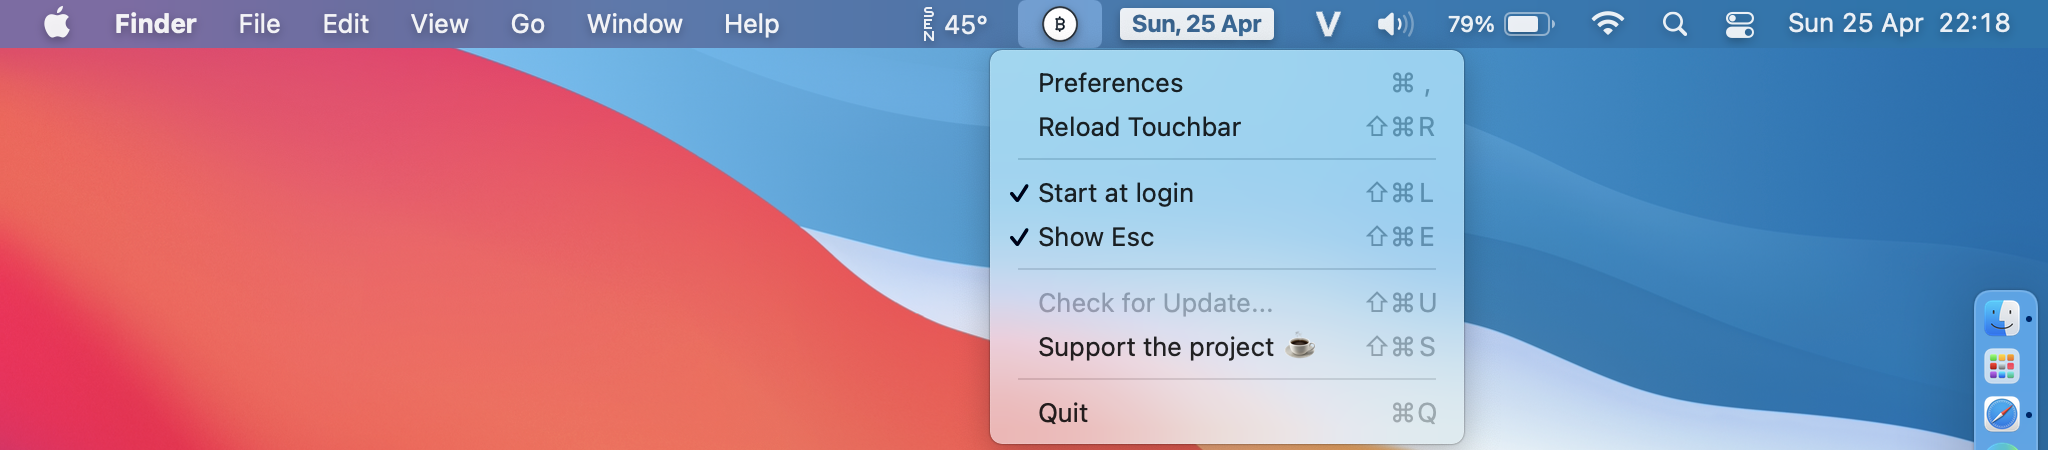 Finder File Edit View Go Window Help SEN 45° ₿ Sun, 25 Apr V 79% Sun 25 Apr 22:18
Preferences ⌘ ,
Reload Touchbar ⇧⌘R
✓ Start at login ⇧⌘L
✓ Show Esc ⇧⌘E
Check for Update... ⇧⌘U
Support the project ☕ ⇧⌘S
Quit ⌘Q